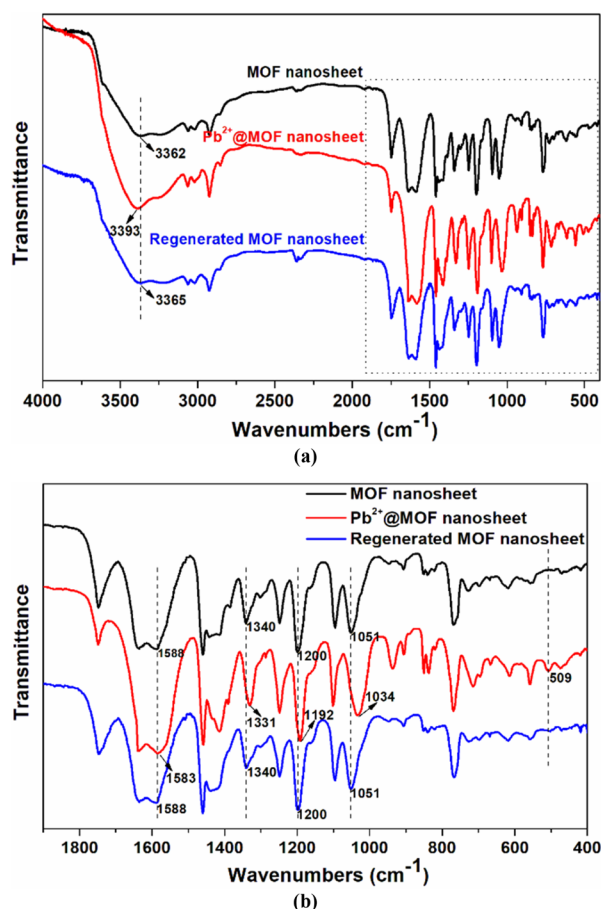 MOF nanosheet
3362
Pb²⁺@MOF nanosheet
3393
Regenerated MOF nanosheet
3365
Transmittance
4000 3500 3000 2500 2000 1500 1000 500
Wavenumbers (cm⁻¹)
(a)
MOF nanosheet
Pb²⁺@MOF nanosheet
Regenerated MOF nanosheet
1588 1340 1200 1051
509
1583 1331 1192 1034
1588 1340 1200 1051
Transmittance
1800 1600 1400 1200 1000 800 600 400
Wavenumbers (cm⁻¹)
(b)